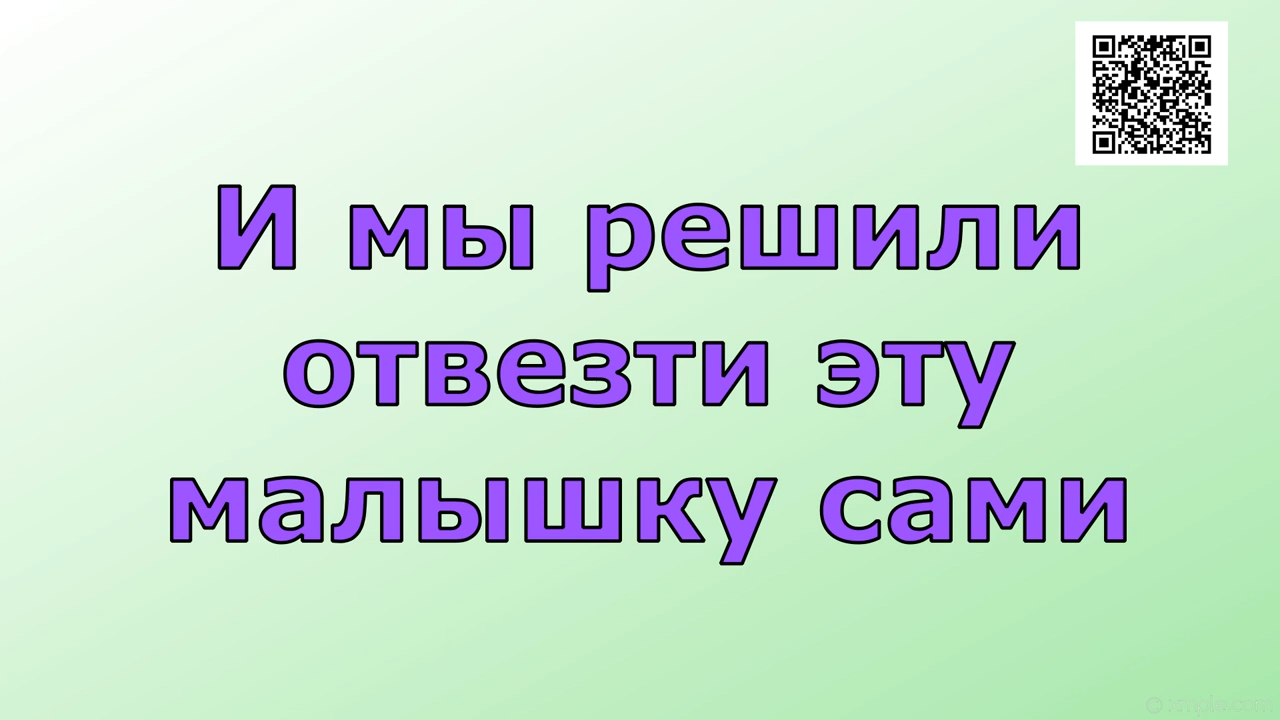 И мы решили
отвезти эту
малышку сами